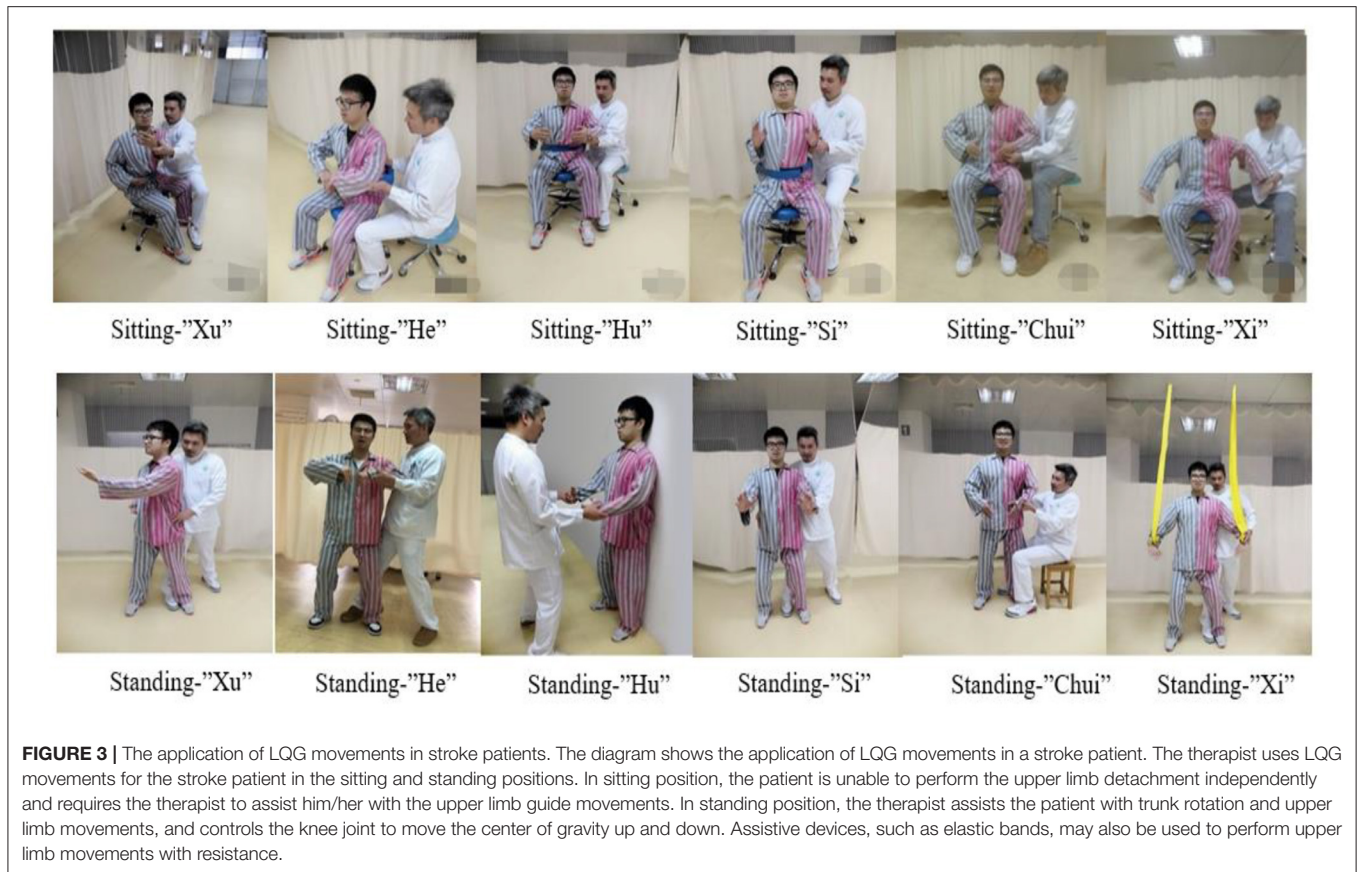 Sitting-”Xu”
Sitting-”He”
Sitting-”Hu”
Sitting-”Si”
Sitting-”Chui”
Sitting-”Xi”
Standing-”Xu”
Standing-”He”
Standing-”Hu”
Standing-”Si”
Standing-”Chui”
Standing-”Xi”
FIGURE 3 | The application of LQG movements in stroke patients. The diagram shows the application of LQG movements in a stroke patient. The therapist uses LQG
movements for the stroke patient in the sitting and standing positions. In sitting position, the patient is unable to perform the upper limb detachment independently
and requires the therapist to assist him/her with the upper limb guide movements. In standing position, the therapist assists the patient with trunk rotation and upper
limb movements, and controls the knee joint to move the center of gravity up and down. Assistive devices, such as elastic bands, may also be used to perform upper
limb movements with resistance.